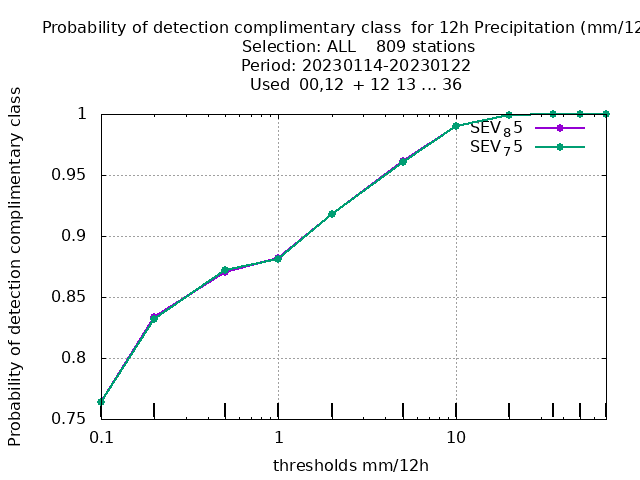 Probability of detection complimentary class  for 12h Precipitation (mm/12
Selection: ALL    809 stations
Period: 20230114-20230122
Used  00,12  + 12 13 ... 36
Probability of detection complimentary class
1
0.95
0.9
0.85
0.8
0.75
SEV85
SEV75
0.1
1
10
thresholds mm/12h